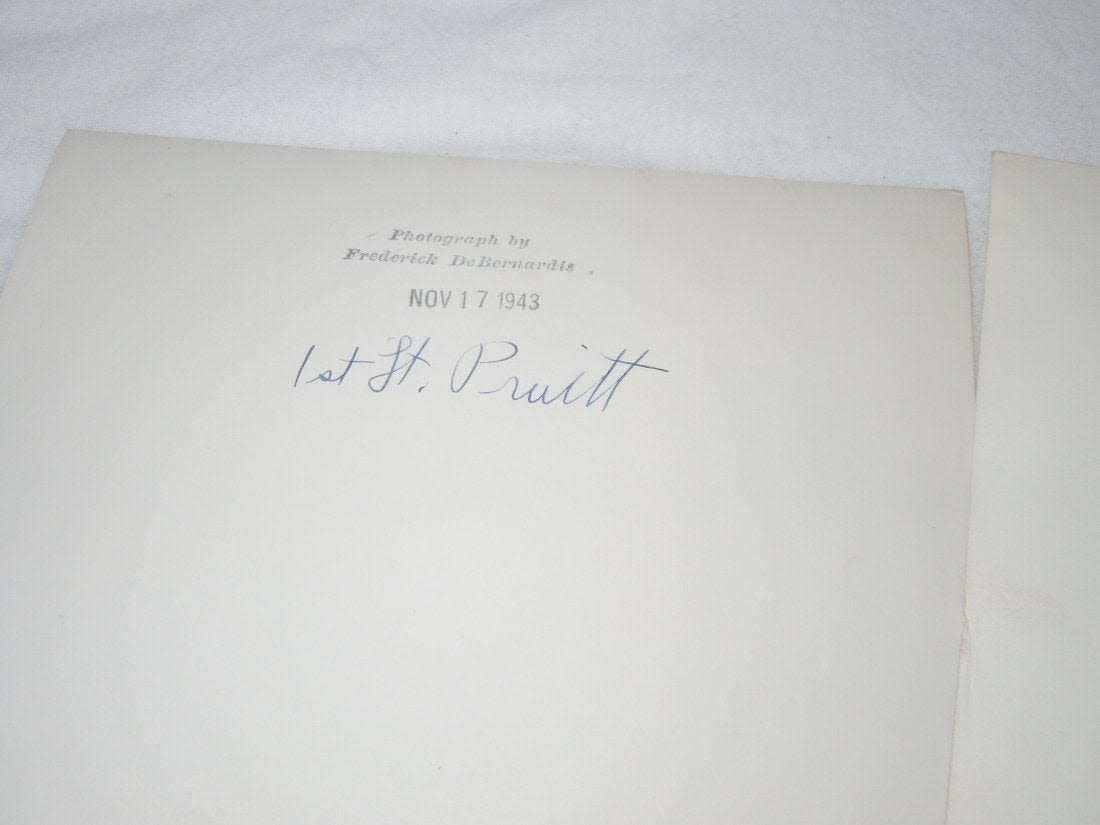 Photograph by
Frederick DeBernardis
NOV 17 1943
1st Lt. Pruitt